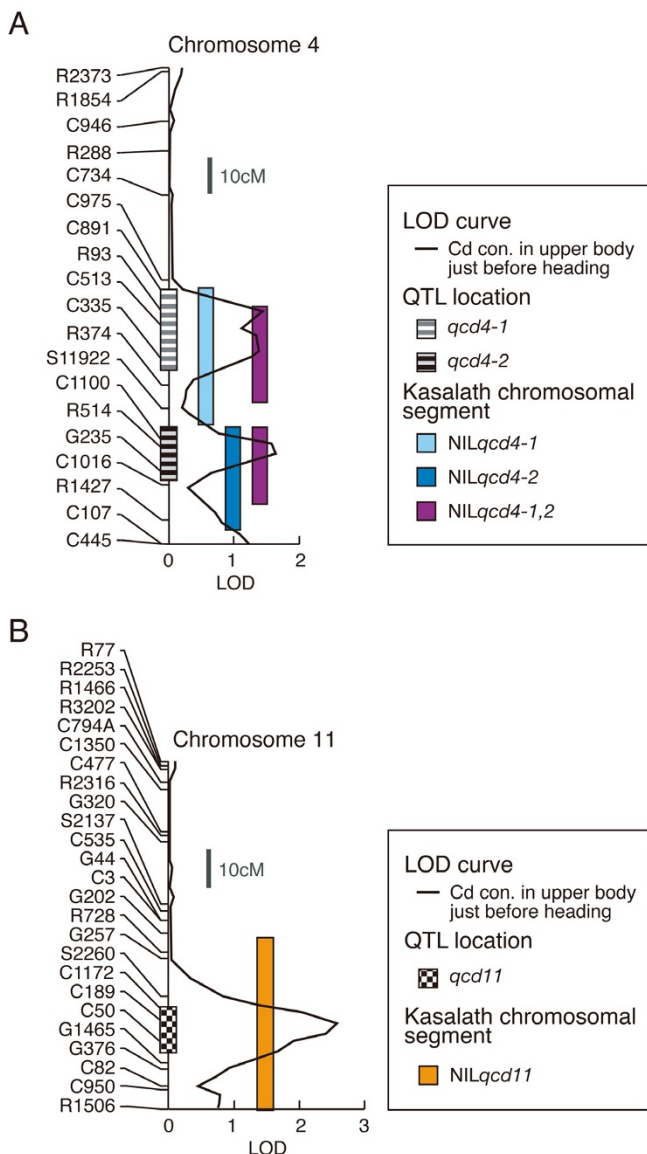 A
Chromosome 4
R2373
R1854
C946
R288
C734
C975
C891
R93
C513
C335
R374
S11922
C1100
R514
G235
C1016
R1427
C107
C445
10cM
0 1 2
LOD
LOD curve
Cd con. in upper body
just before heading
QTL location
qcd4-1
qcd4-2
Kasalath chromosomal
segment
NILqcd4-1
NILqcd4-2
NILqcd4-1,2
B
Chromosome 11
R77
R2253
R1466
R3202
C794A
C1350
C477
R2316
G320
S2137
C535
G44
C3
G202
R728
G257
S2260
C1172
C189
C50
G1465
G376
C82
C950
R1506
10cM
0 1 2 3
LOD
LOD curve
Cd con. in upper body
just before heading
QTL location
qcd11
Kasalath chromosomal
segment
NILqcd11